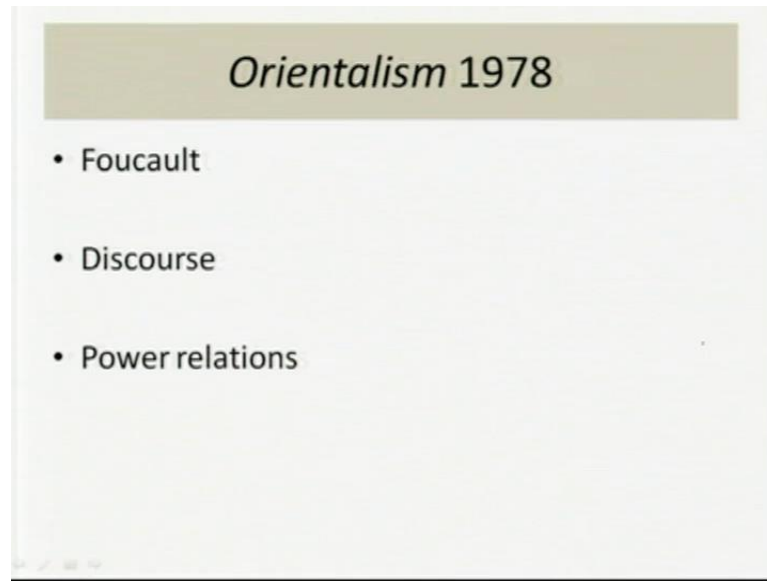 Orientalism 1978
• Foucault
• Discourse
• Power relations